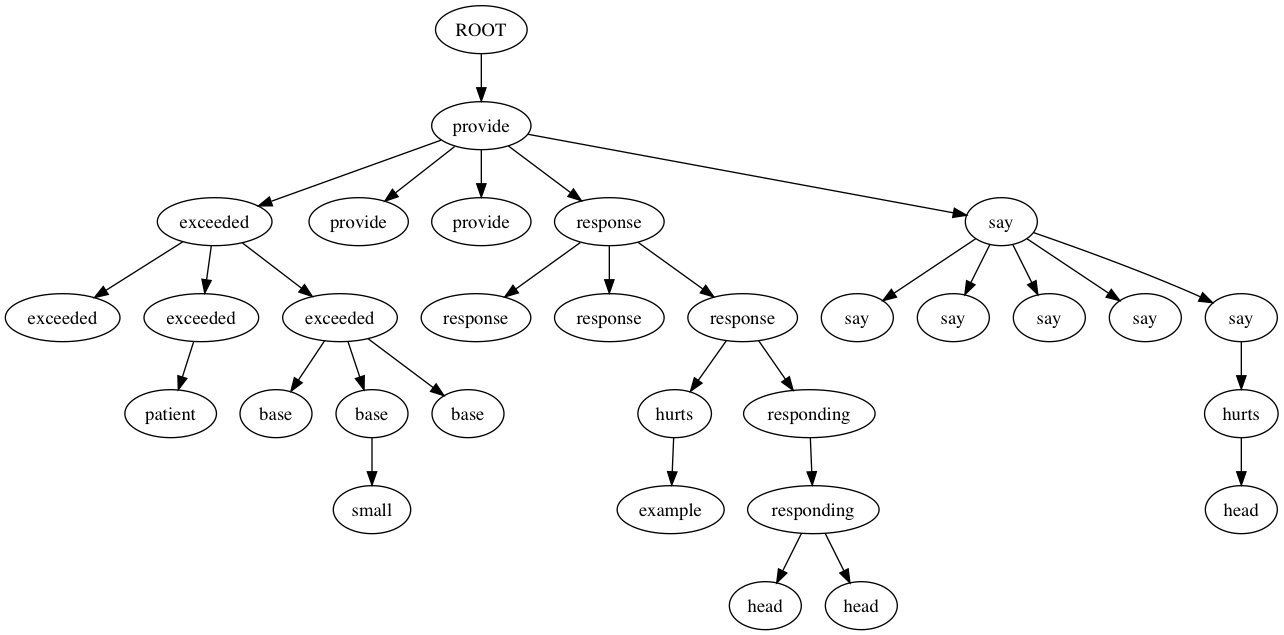 ROOT
provide
exceeded provide provide response say
exceeded exceeded exceeded response response response say say say say say
patient base base base hurts responding hurts
small example responding head
head head